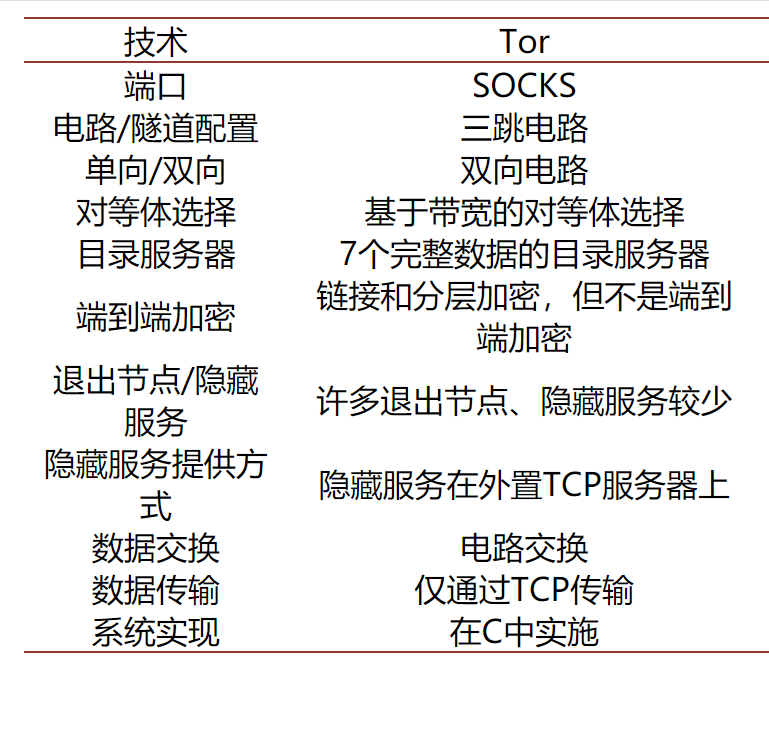 技术 Tor
端口 SOCKS
电路/隧道配置 三跳电路
单向/双向 双向电路
对等体选择 基于带宽的对等体选择
目录服务器 7个完整数据的目录服务器
端到端加密 链接和分层加密，但不是端到
端加密
退出节点/隐藏
服务 许多退出节点、隐藏服务较少
隐藏服务提供方
式 隐藏服务在外置TCP服务器上
数据交换 电路交换
数据传输 仅通过TCP传输
系统实现 在C中实施